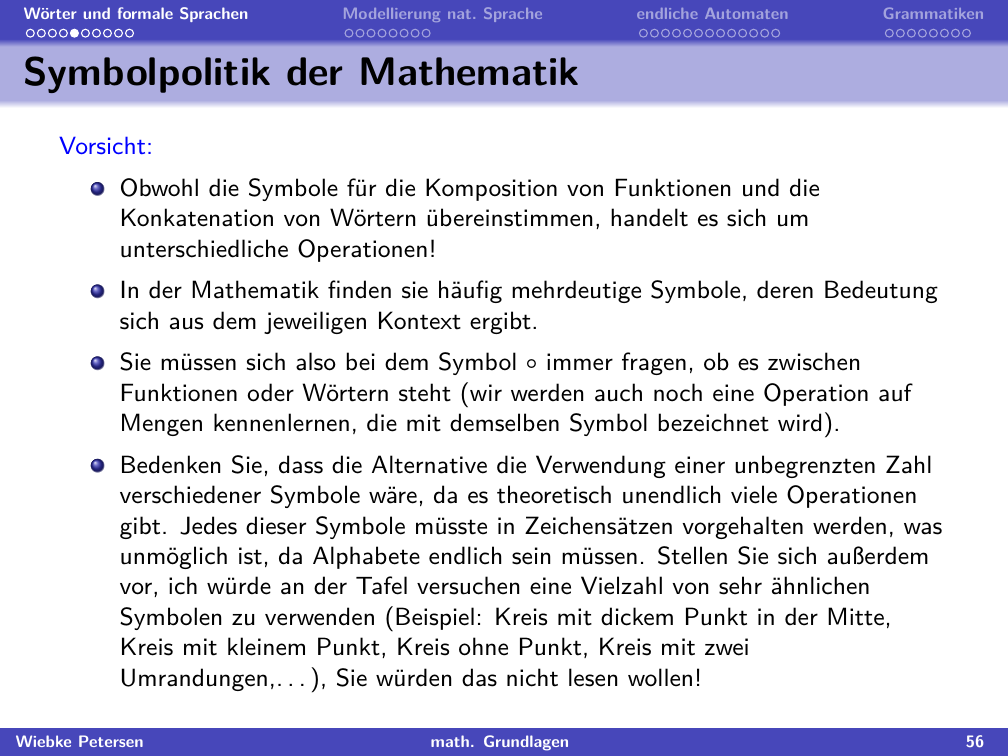 Wörter und formale Sprachen Modellierung nat. Sprache endliche Automaten Grammatiken
Symbolpolitik der Mathematik
Vorsicht:
Obwohl die Symbole für die Komposition von Funktionen und die
Konkatenation von Wörtern übereinstimmen, handelt es sich um
unterschiedliche Operationen!
In der Mathematik finden sie häufig mehrdeutige Symbole, deren Bedeutung
sich aus dem jeweiligen Kontext ergibt.
Sie müssen sich also bei dem Symbol ∘ immer fragen, ob es zwischen
Funktionen oder Wörtern steht (wir werden auch noch eine Operation auf
Mengen kennenlernen, die mit demselben Symbol bezeichnet wird).
Bedenken Sie, dass die Alternative die Verwendung einer unbegrenzten Zahl
verschiedener Symbole wäre, da es theoretisch unendlich viele Operationen
gibt. Jedes dieser Symbole müsste in Zeichensätzen vorgehalten werden, was
unmöglich ist, da Alphabete endlich sein müssen. Stellen Sie sich außerdem
vor, ich würde an der Tafel versuchen eine Vielzahl von sehr ähnlichen
Symbolen zu verwenden (Beispiel: Kreis mit dickem Punkt in der Mitte,
Kreis mit kleinem Punkt, Kreis ohne Punkt, Kreis mit zwei
Umrandungen,. . . ), Sie würden das nicht lesen wollen!
Wiebke Petersen math. Grundlagen 56